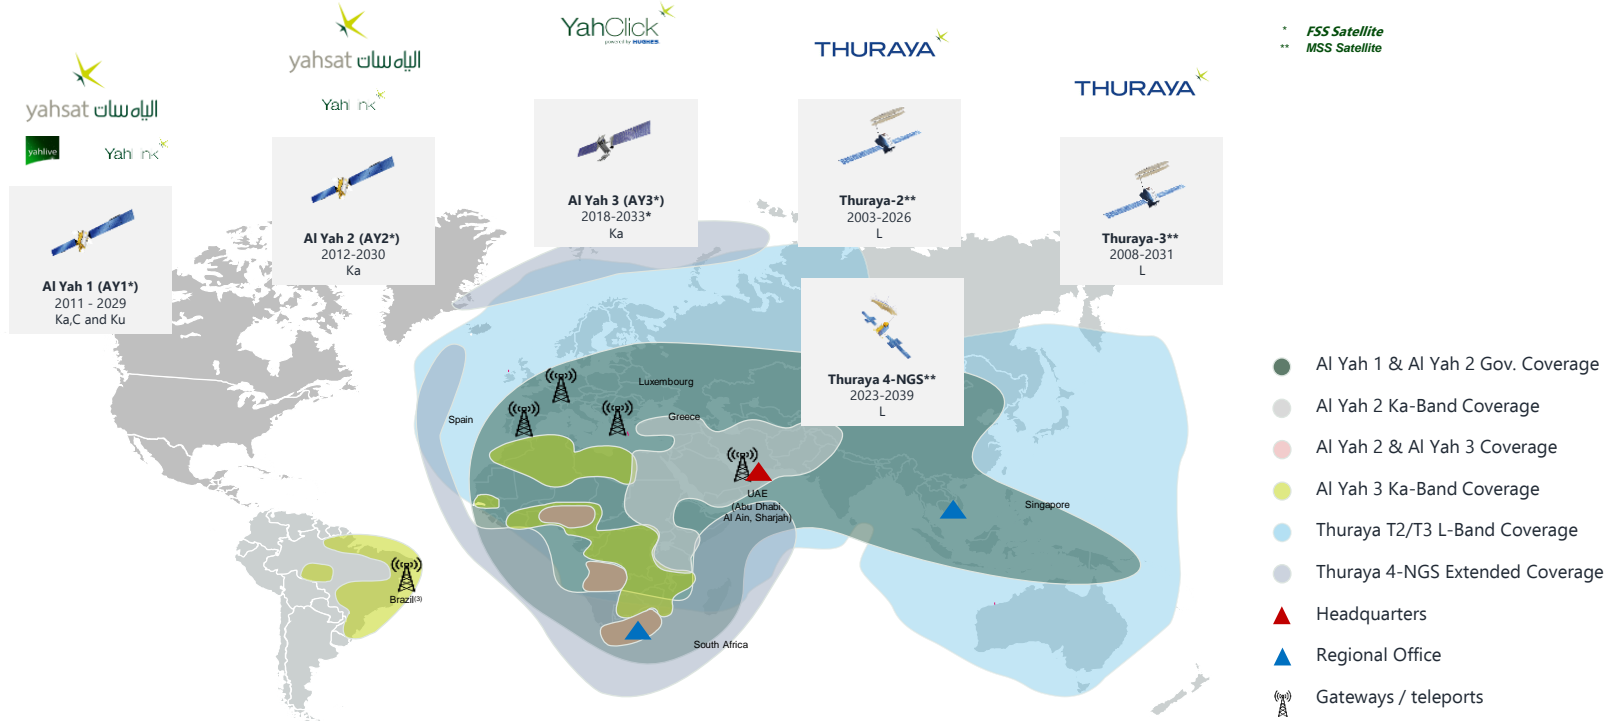 yahsat الياه سات
yahlive
YahLink
Al Yah 1 (AY1*)
2011 - 2029
Ka,C and Ku
yahsat الياه سات
YahLink
Al Yah 2 (AY2*)
2012-2030
Ka
YahClick
powered by HUGHES
Al Yah 3 (AY3*)
2018-2033*
Ka
THURAYA
Thuraya-2**
2003-2026
L
THURAYA
Thuraya-3**
2008-2031
L
Thuraya 4-NGS**
2023-2039
L
* FSS Satellite
** MSS Satellite
Luxembourg
Spain
Greece
UAE
(Abu Dhabi,
Al Ain, Sharjah)
Singapore
Brazil(3)
South Africa
Al Yah 1 & Al Yah 2 Gov. Coverage
Al Yah 2 Ka-Band Coverage
Al Yah 2 & Al Yah 3 Coverage
Al Yah 3 Ka-Band Coverage
Thuraya T2/T3 L-Band Coverage
Thuraya 4-NGS Extended Coverage
Headquarters
Regional Office
Gateways / teleports